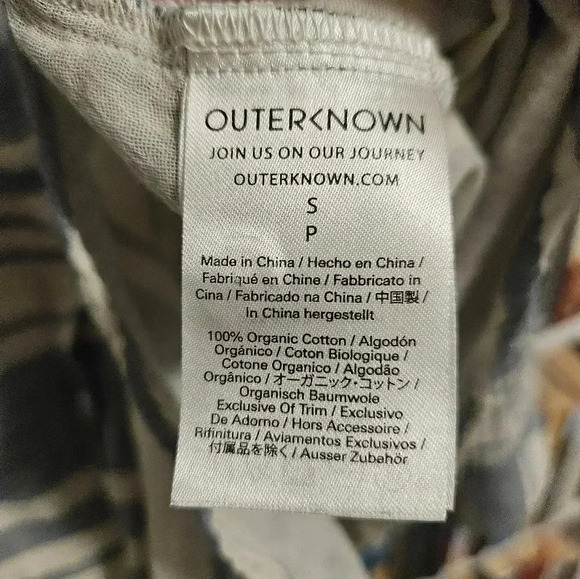 OUTERKNOWN
JOIN US ON OUR JOURNEY
OUTERKNOWN.COM
S
P
Made in China / Hecho en China /
Fabriqué en Chine / Fabbricato in
Cina / Fabricado na China / 中国製 /
In China hergestellt
100% Organic Cotton / Algodón
Orgánico / Coton Biologique /
Cotone Organico / Algodão
Orgânico / オーガニック・コットン /
Organisch Baumwole
Exclusive Of Trim / Exclusivo
De Adorno / Hors Accessoire /
Rifinitura / Aviamentos Exclusivos /
付属品を除く / Ausser Zubehör